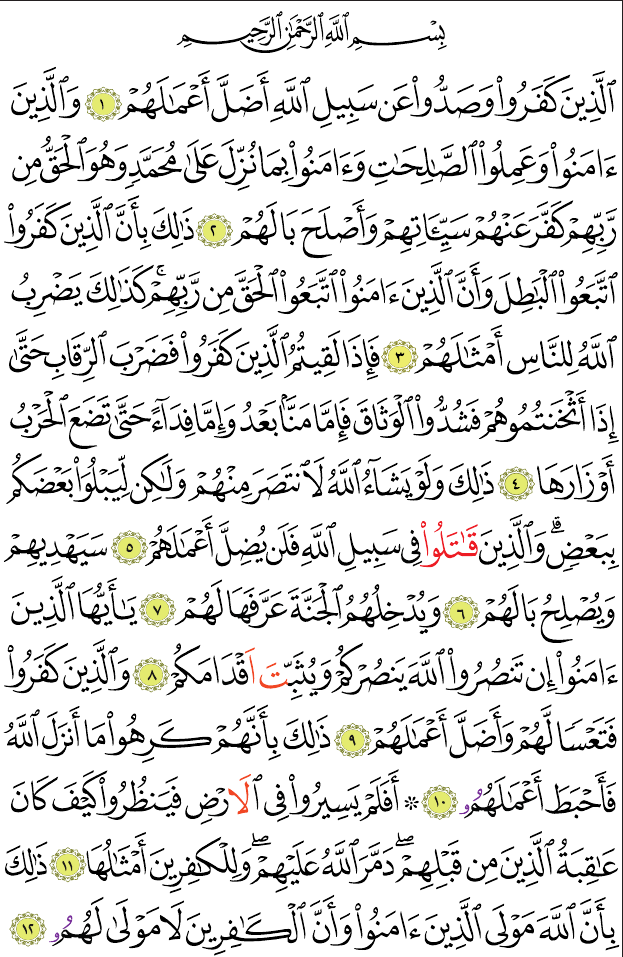 بِسْمِ ٱللَّهِ ٱلرَّحْمَٰنِ ٱلرَّحِيمِ
ٱلَّذِينَ كَفَرُواْ وَصَدُّواْ عَن سَبِيلِ ٱللَّهِ أَضَلَّ أَعْمَٰلَهُمْ ١ وَٱلَّذِينَ
ءَامَنُواْ وَعَمِلُواْ ٱلصَّٰلِحَٰتِ وَءَامَنُواْ بِمَا نُزِّلَ عَلَىٰ مُحَمَّدٍ وَهُوَ ٱلْحَقُّ مِن
رَّبِّهِمْ كَفَّرَ عَنْهُمْ سَيِّـَٔاتِهِمْ وَأَصْلَحَ بَالَهُمْ ٢ ذَٰلِكَ بِأَنَّ ٱلَّذِينَ كَفَرُواْ
ٱتَّبَعُواْ ٱلْبَٰطِلَ وَأَنَّ ٱلَّذِينَ ءَامَنُواْ ٱتَّبَعُواْ ٱلْحَقَّ مِن رَّبِّهِمْۚ كَذَٰلِكَ يَضْرِبُ
ٱللَّهُ لِلنَّاسِ أَمْثَٰلَهُمْ ٣ فَإِذَا لَقِيتُمُ ٱلَّذِينَ كَفَرُواْ فَضَرْبَ ٱلرِّقَابِ حَتَّىٰ
إِذَا أَثْخَنتُمُوهُمْ فَشُدُّواْ ٱلْوَثَاقَ فَإِمَّا مَنَّۢا بَعْدُ وَإِمَّا فِدَآءً حَتَّىٰ تَضَعَ ٱلْحَرْبُ
أَوْزَارَهَا ٤ ذَٰلِكَ وَلَوْ يَشَآءُ ٱللَّهُ لَٱنتَصَرَ مِنْهُمْ وَلَٰكِن لِّيَبْلُوَاْ بَعْضَكُم
بِبَعْضٖۗ وَٱلَّذِينَ قَٰتَلُواْ فِي سَبِيلِ ٱللَّهِ فَلَن يُضِلَّ أَعْمَٰلَهُمْ ٥ سَيَهْدِيهِمْ
وَيُصْلِحُ بَالَهُمْ ٦ وَيُدْخِلُهُمُ ٱلْجَنَّةَ عَرَّفَهَا لَهُمْ ٧ يَٰأَيُّهَا ٱلَّذِينَ
ءَامَنُواْ إِن تَنصُرُواْ ٱللَّهَ يَنصُرْكُمْ وَيُثَبِّتَ اَقْدَامَكُمْ ٨ وَٱلَّذِينَ كَفَرُواْ
فَتَعْسًا لَّهُمْ وَأَضَلَّ أَعْمَٰلَهُمْ ٩ ذَٰلِكَ بِأَنَّهُمْ كَرِهُواْ مَا أَنزَلَ ٱللَّهُ
فَأَحْبَطَ أَعْمَٰلَهُمُۥ ١٠ ۞ أَفَلَمْ يَسِيرُواْ فِي ٱلَارْضِ فَيَنظُرُواْ كَيْفَ كَانَ
عَٰقِبَةُ ٱلَّذِينَ مِن قَبْلِهِمْۖ دَمَّرَ ٱللَّهُ عَلَيْهِمْۖ وَلِلْكَٰفِرِينَ أَمْثَٰلُهَا ١١ ذَٰلِكَ
بِأَنَّ ٱللَّهَ مَوْلَى ٱلَّذِينَ ءَامَنُواْ وَأَنَّ ٱلْكَٰفِرِينَ لَا مَوْلَىٰ لَهُمُۥ ١٢